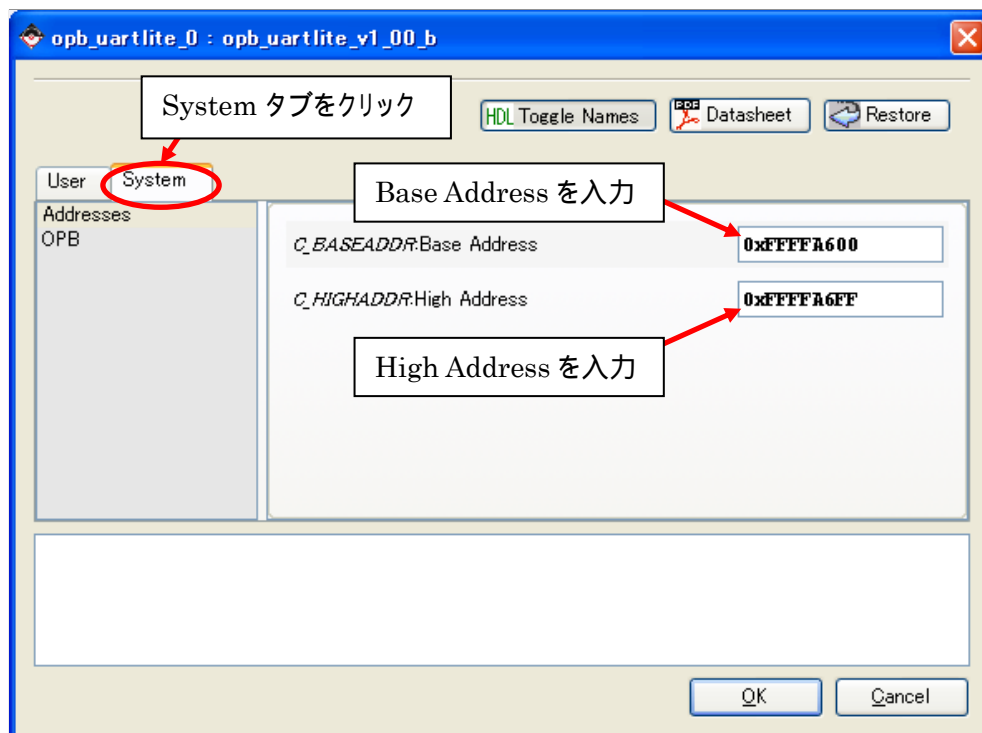 opb_uartlite_0 : opb_uartlite_v1_00_b
System タブをクリック
HDL Toggle Names
PDF Datasheet
Restore
User
System
Base Address を入力
Addresses
OPB
C_BASEADDR:Base Address
0xFFFFA600
C_HIGHADDR:High Address
0xFFFFA6FF
High Address を入力
OK
Cancel